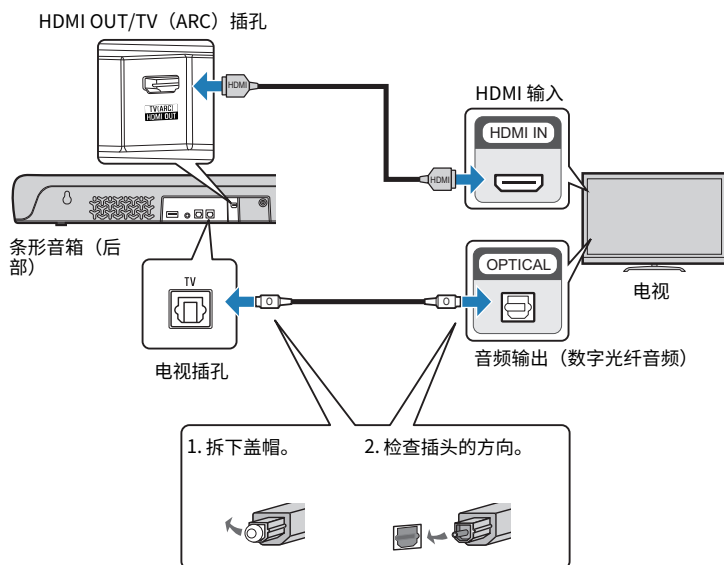 HDMI OUT/TV（ARC）插孔
TV(ARC)
HDMI OUT
HDMI
HDMI 输入
HDMI IN
HDMI
条形音箱（后
部）
TV
OPTICAL
电视
电视插孔
音频输出（数字光纤音频）
1. 拆下盖帽。
2. 检查插头的方向。